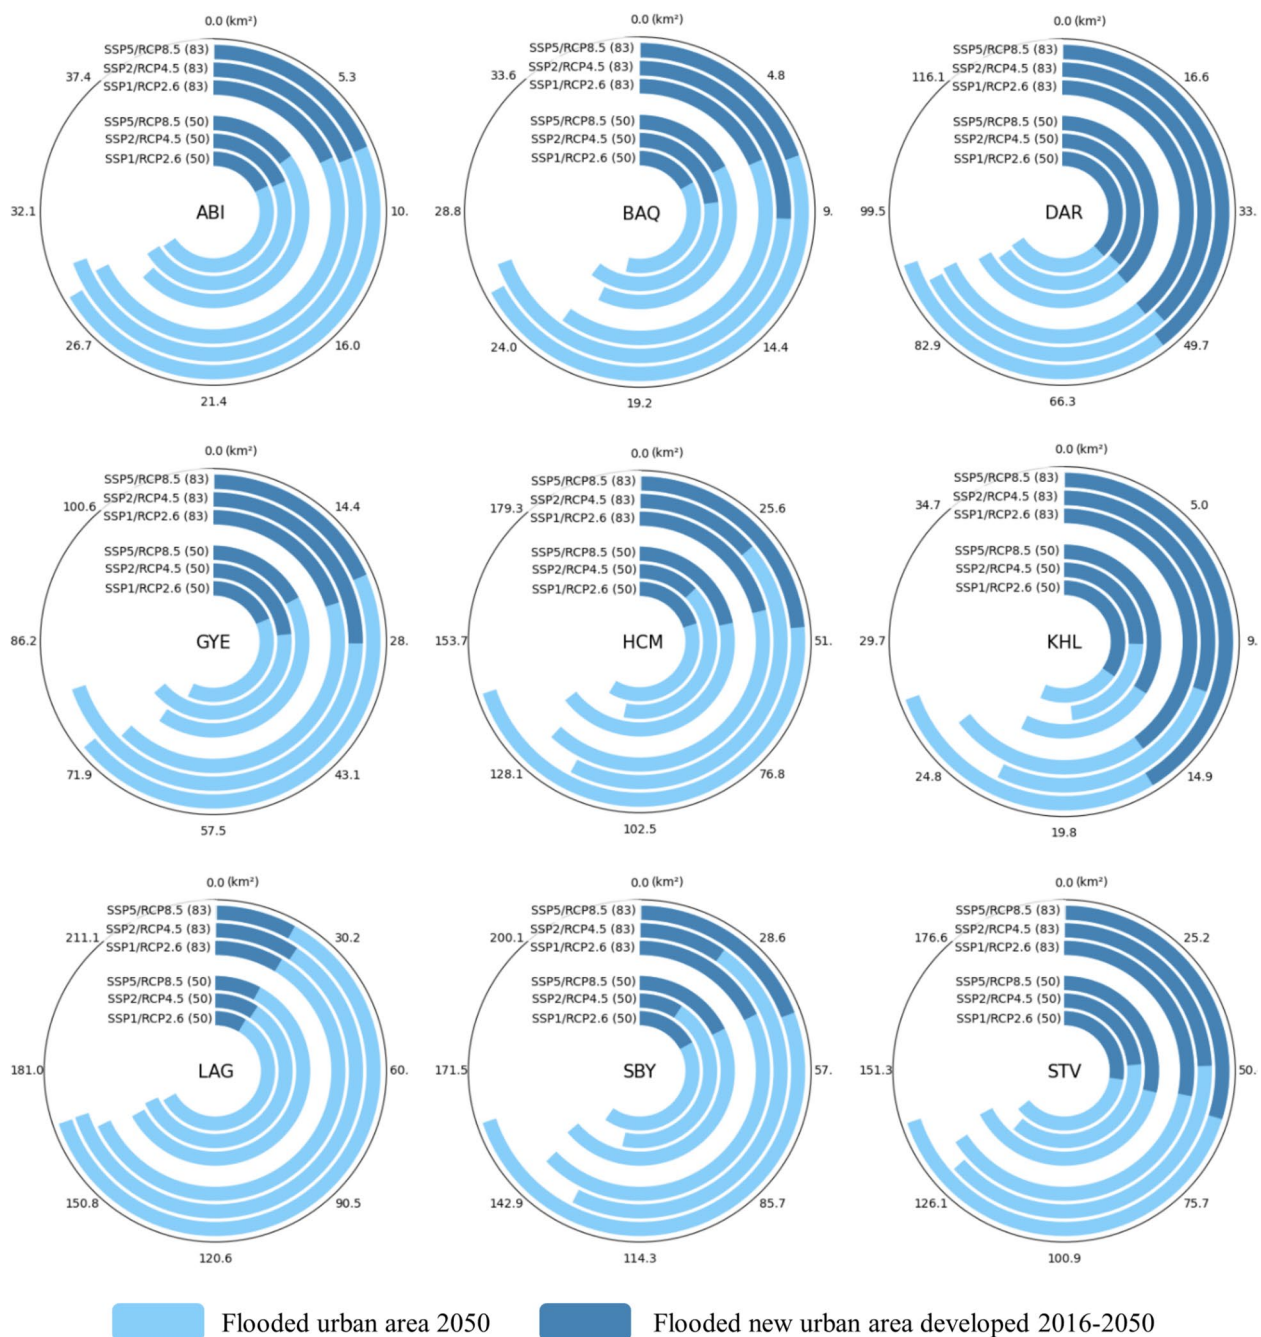 0.0 (km²)
SSP5/RCP8.5 (83)
SSP2/RCP4.5 (83)
SSP1/RCP2.6 (83)
SSP5/RCP8.5 (50)
SSP2/RCP4.5 (50)
SSP1/RCP2.6 (50)
ABI
5.3
10.
16.0
21.4
26.7
32.1
37.4
0.0 (km²)
SSP5/RCP8.5 (83)
SSP2/RCP4.5 (83)
SSP1/RCP2.6 (83)
SSP5/RCP8.5 (50)
SSP2/RCP4.5 (50)
SSP1/RCP2.6 (50)
BAQ
4.8
9.
14.4
19.2
24.0
28.8
33.6
0.0 (km²)
SSP5/RCP8.5 (83)
SSP2/RCP4.5 (83)
SSP1/RCP2.6 (83)
SSP5/RCP8.5 (50)
SSP2/RCP4.5 (50)
SSP1/RCP2.6 (50)
DAR
16.6
33.
49.7
66.3
82.9
99.5
116.1
0.0 (km²)
SSP5/RCP8.5 (83)
SSP2/RCP4.5 (83)
SSP1/RCP2.6 (83)
SSP5/RCP8.5 (50)
SSP2/RCP4.5 (50)
SSP1/RCP2.6 (50)
GYE
14.4
28.
43.1
57.5
71.9
86.2
100.6
0.0 (km²)
SSP5/RCP8.5 (83)
SSP2/RCP4.5 (83)
SSP1/RCP2.6 (83)
SSP5/RCP8.5 (50)
SSP2/RCP4.5 (50)
SSP1/RCP2.6 (50)
HCM
25.6
51.
76.8
102.5
128.1
153.7
179.3
0.0 (km²)
SSP5/RCP8.5 (83)
SSP2/RCP4.5 (83)
SSP1/RCP2.6 (83)
SSP5/RCP8.5 (50)
SSP2/RCP4.5 (50)
SSP1/RCP2.6 (50)
KHL
5.0
9.
14.9
19.8
24.8
29.7
34.7
0.0 (km²)
SSP5/RCP8.5 (83)
SSP2/RCP4.5 (83)
SSP1/RCP2.6 (83)
SSP5/RCP8.5 (50)
SSP2/RCP4.5 (50)
SSP1/RCP2.6 (50)
LAG
30.2
60.
90.5
120.6
150.8
181.0
211.1
0.0 (km²)
SSP5/RCP8.5 (83)
SSP2/RCP4.5 (83)
SSP1/RCP2.6 (83)
SSP5/RCP8.5 (50)
SSP2/RCP4.5 (50)
SSP1/RCP2.6 (50)
SBY
28.6
57.
85.7
114.3
142.9
171.5
200.1
0.0 (km²)
SSP5/RCP8.5 (83)
SSP2/RCP4.5 (83)
SSP1/RCP2.6 (83)
SSP5/RCP8.5 (50)
SSP2/RCP4.5 (50)
SSP1/RCP2.6 (50)
STV
25.2
50.
75.7
100.9
126.1
151.3
176.6
Flooded urban area 2050
Flooded new urban area developed 2016-2050